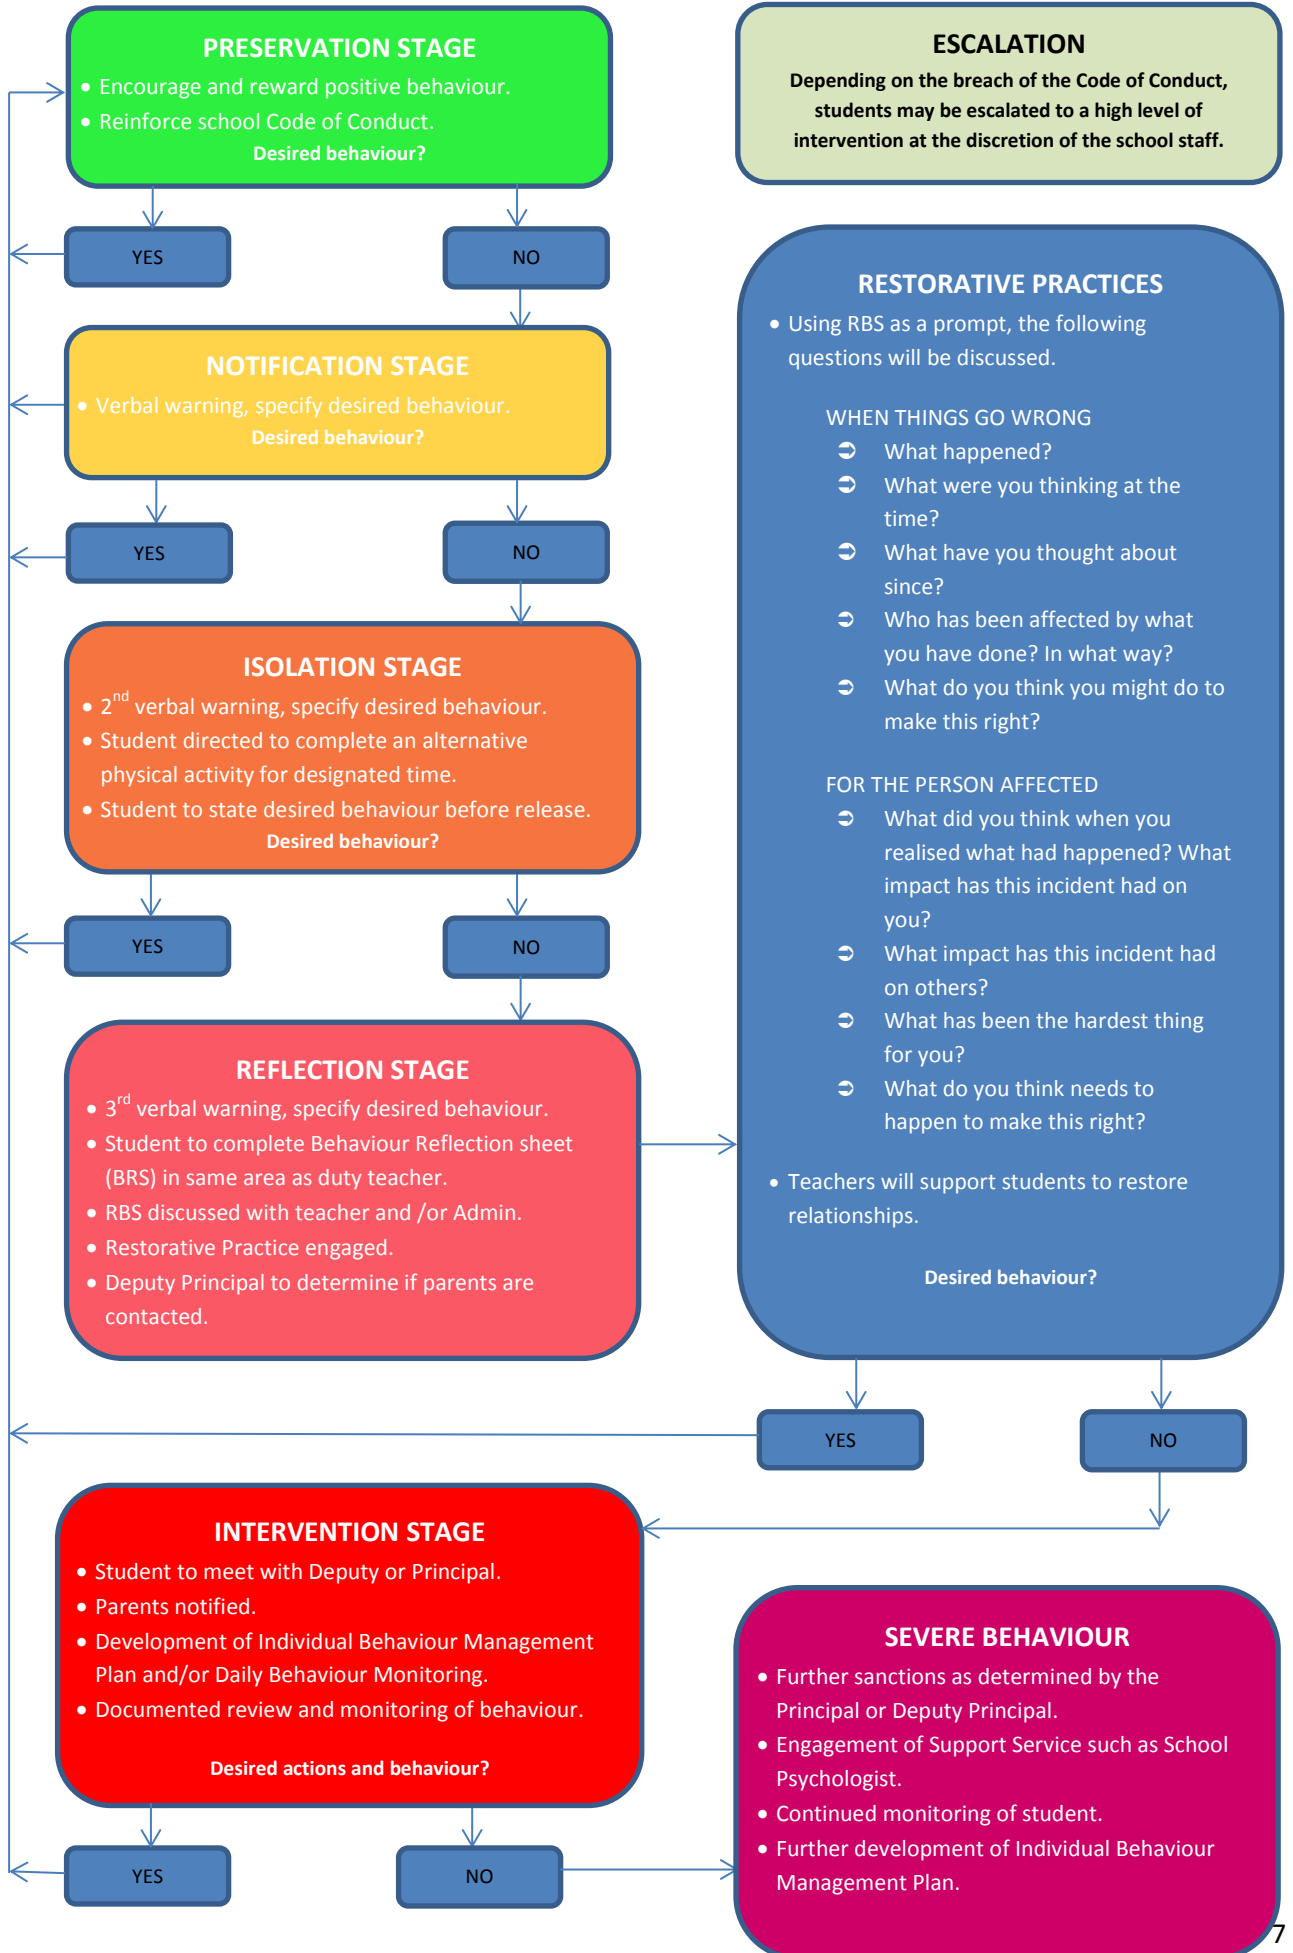 PRESERVATION STAGE
• Encourage and reward positive behaviour.
• Reinforce school Code of Conduct.
Desired behaviour?
YES
NO
NOTIFICATION STAGE
• Verbal warning, specify desired behaviour.
Desired behaviour?
YES
NO
ISOLATION STAGE
• 2nd verbal warning, specify desired behaviour.
• Student directed to complete an alternative
physical activity for designated time.
• Student to state desired behaviour before release.
Desired behaviour?
YES
NO
REFLECTION STAGE
• 3rd verbal warning, specify desired behaviour.
• Student to complete Behaviour Reflection sheet
(BRS) in same area as duty teacher.
• RBS discussed with teacher and /or Admin.
• Restorative Practice engaged.
• Deputy Principal to determine if parents are
contacted.
ESCALATION
Depending on the breach of the Code of Conduct,
students may be escalated to a high level of
intervention at the discretion of the school staff.
RESTORATIVE PRACTICES
• Using RBS as a prompt, the following
questions will be discussed.
WHEN THINGS GO WRONG
➲ What happened?
➲ What were you thinking at the
time?
➲ What have you thought about
since?
➲ Who has been affected by what
you have done? In what way?
➲ What do you think you might do to
make this right?
FOR THE PERSON AFFECTED
➲ What did you think when you
realised what had happened? What
impact has this incident had on
you?
➲ What impact has this incident had
on others?
➲ What has been the hardest thing
for you?
➲ What do you think needs to
happen to make this right?
• Teachers will support students to restore
relationships.
Desired behaviour?
YES
NO
INTERVENTION STAGE
• Student to meet with Deputy or Principal.
• Parents notified.
• Development of Individual Behaviour Management
Plan and/or Daily Behaviour Monitoring.
• Documented review and monitoring of behaviour.
Desired actions and behaviour?
YES
NO
SEVERE BEHAVIOUR
• Further sanctions as determined by the
Principal or Deputy Principal.
• Engagement of Support Service such as School
Psychologist.
• Continued monitoring of student.
• Further development of Individual Behaviour
Management Plan.
7